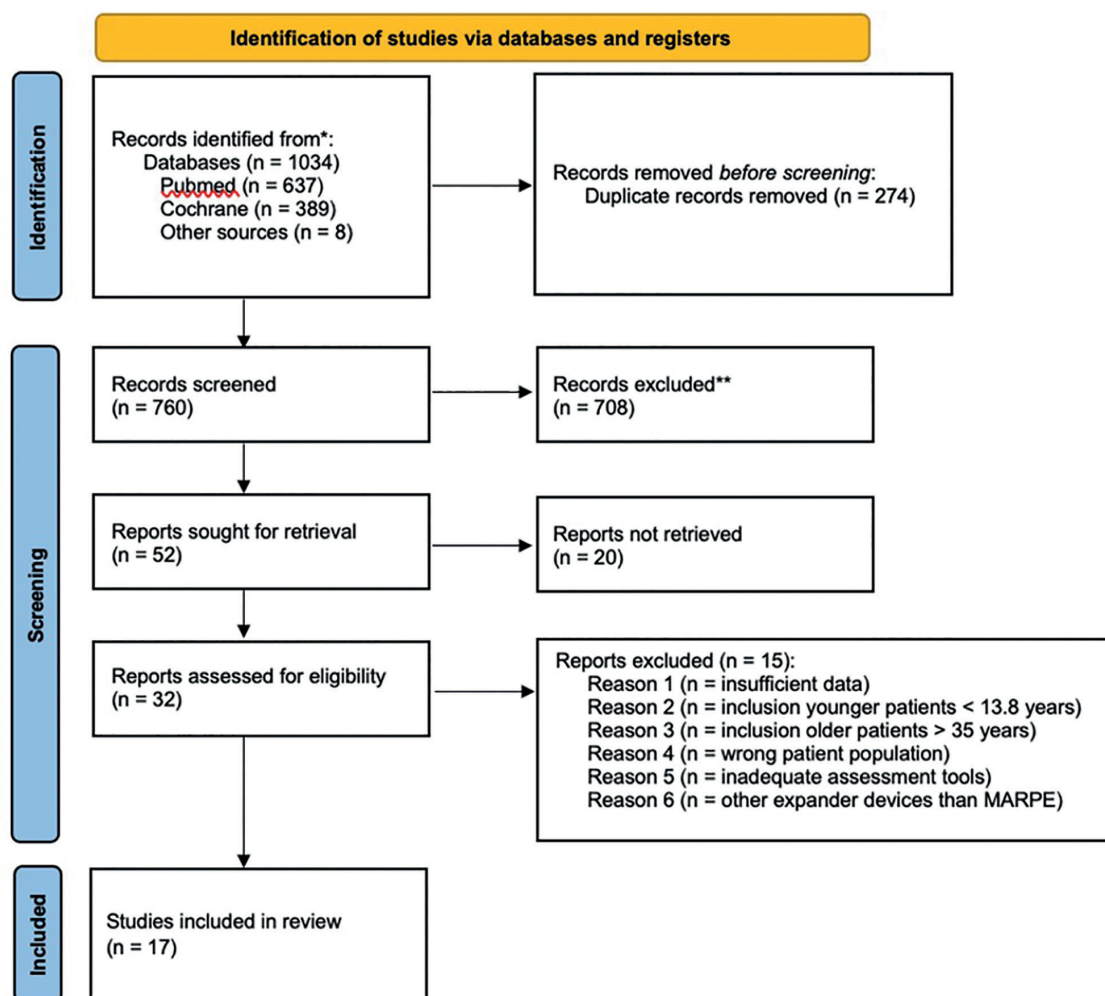 Identification of studies via databases and registers
Identification
Records identified from*:
Databases (n = 1034)
Pubmed (n = 637)
Cochrane (n = 389)
Other sources (n = 8)
Records removed before screening:
Duplicate records removed (n = 274)
Screening
Records screened
(n = 760)
Records excluded**
(n = 708)
Reports sought for retrieval
(n = 52)
Reports not retrieved
(n = 20)
Reports assessed for eligibility
(n = 32)
Reports excluded (n = 15):
Reason 1 (n = insufficient data)
Reason 2 (n = inclusion younger patients < 13.8 years)
Reason 3 (n = inclusion older patients > 35 years)
Reason 4 (n = wrong patient population)
Reason 5 (n = inadequate assessment tools)
Reason 6 (n = other expander devices than MARPE)
Included
Studies included in review
(n = 17)